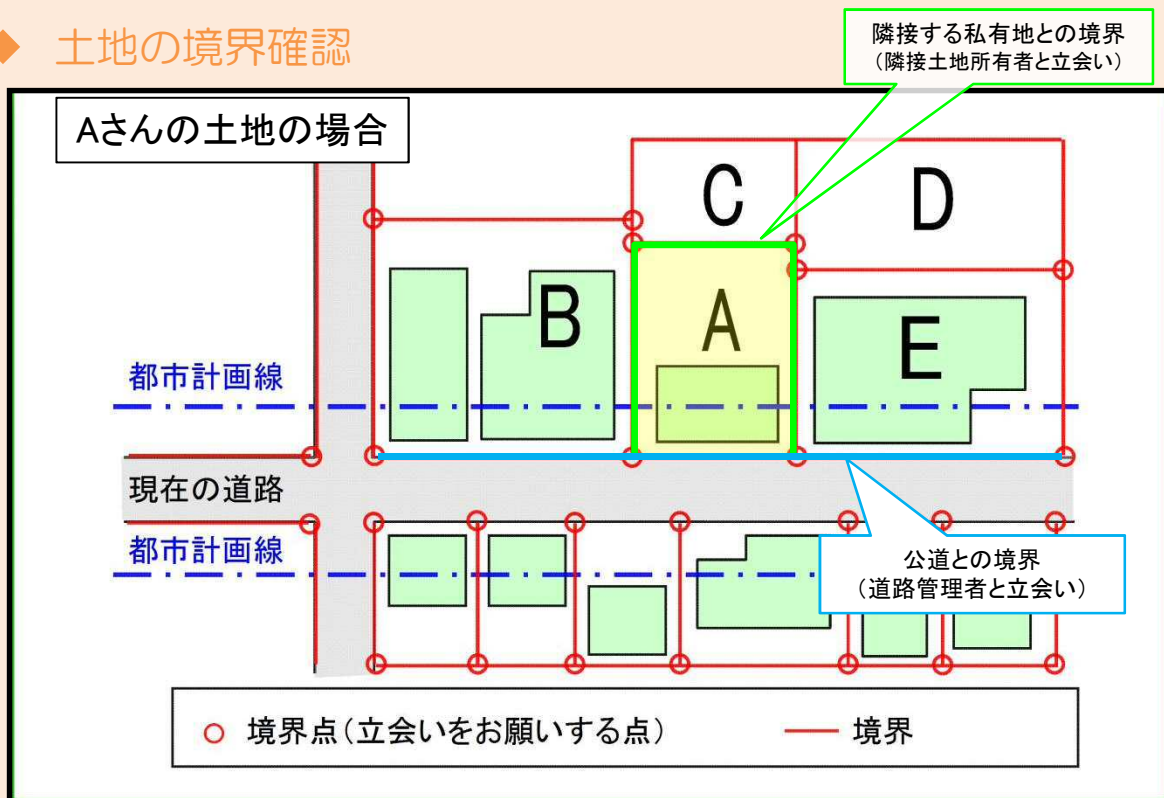 ◆ 土地の境界確認
隣接する私有地との境界
（隣接土地所有者と立会い）
Aさんの土地の場合
C
D
B
A
E
都市計画線
現在の道路
都市計画線
公道との境界
（道路管理者と立会い）
○ 境界点（立会いをお願いする点）
境界